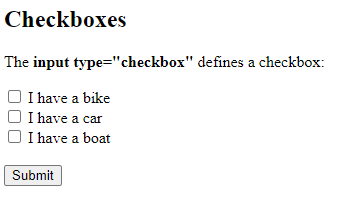 Checkboxes
The input type="checkbox" defines a checkbox:
I have a bike
I have a car
I have a boat
Submit